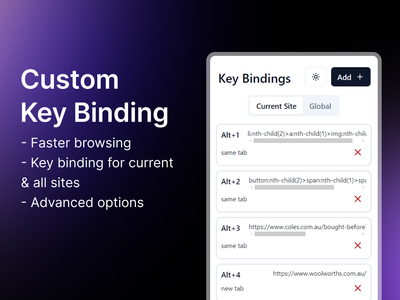 Custom
Key Binding
- Faster browsing
- Key binding for current
& all sites
- Advanced options
Key Bindings
Add +
Current Site
Global
Alt+1
li:nth-child(2)>a:nth-child(1)>img:nth-chil
same tab
Alt+2
button:nth-child(2)>span:nth-child(1)>spa
same tab
Alt+3
https://www.coles.com.au/bought-before
same tab
Alt+4
https://www.woolworths.com.au/
new tab